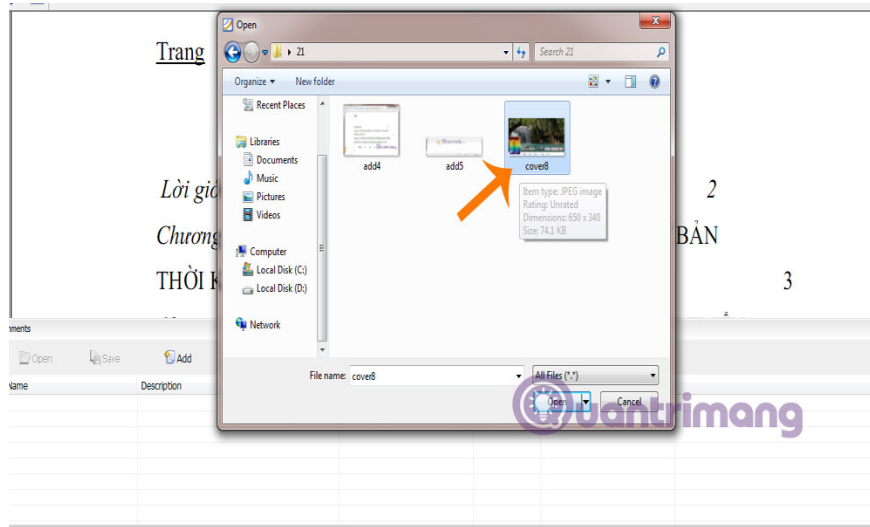 Open
21
Search 21
Organize
New folder
Trang
Recent Places
Libraries
Documents
Music
Pictures
Videos
Computer
Local Disk (C:)
Local Disk (D:)
Network
add4
add5
cover8
Item type: JPEG image
Rating: Unrated
Dimensions: 650 x 340
Size: 74.1 KB
Lời giớ 2
Chương BẢN
THỜI K 3
File name: cover8
All Files (*.*)
Open
Cancel
Quantrimang
Open
Save
Add
Description